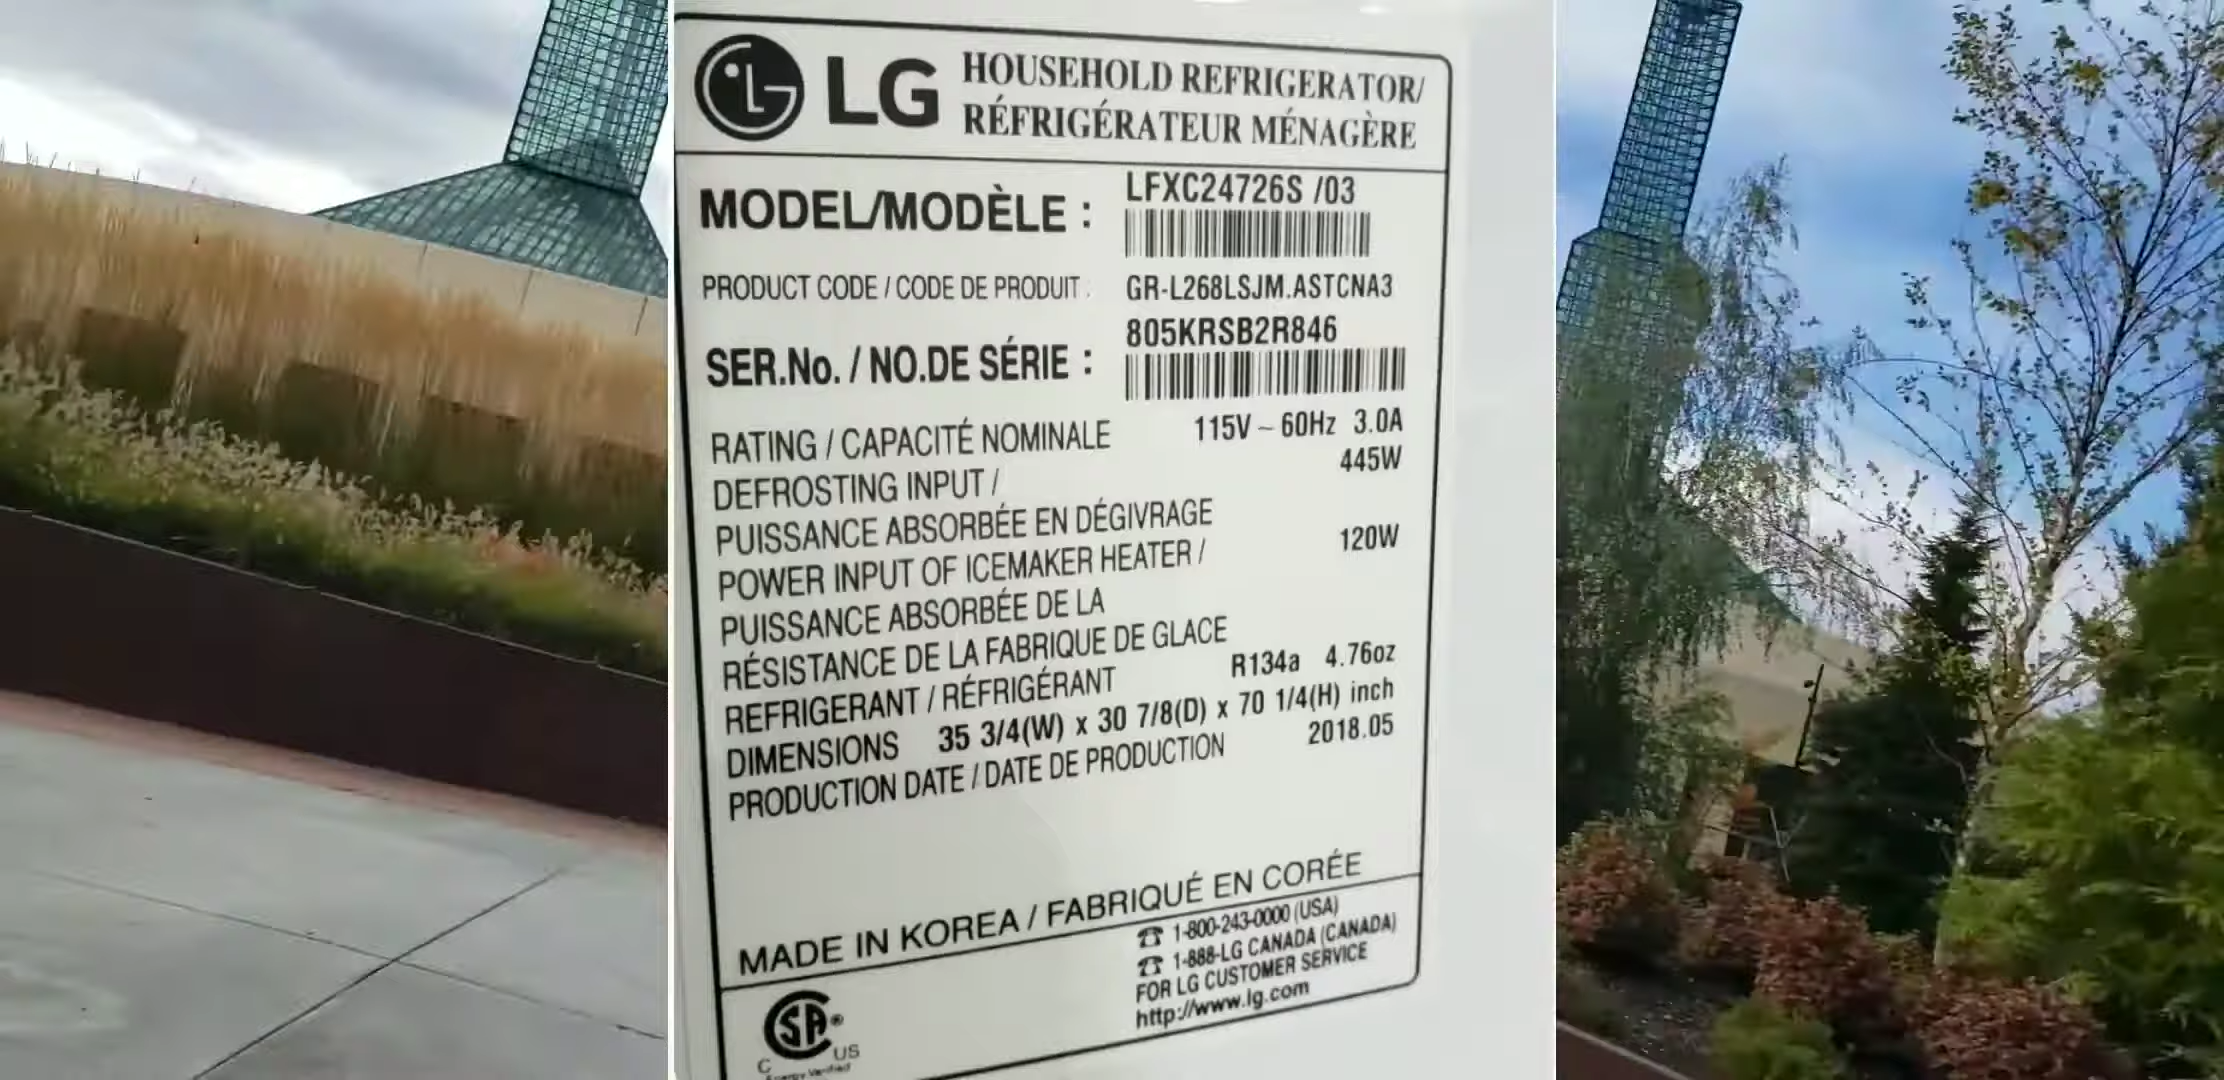 LG HOUSEHOLD REFRIGERATOR/
RÉFRIGÉRATEUR MÉNAGÈRE
MODEL/MODÈLE : LFXC24726S /03
PRODUCT CODE / CODE DE PRODUIT : GR-L268LSJM.ASTCNA3
SER.No. / NO.DE SÉRIE : 805KRSB2R846
RATING / CAPACITÉ NOMINALE 115V ~ 60Hz 3.0A
DEFROSTING INPUT / 445W
PUISSANCE ABSORBÉE EN DÉGIVRAGE
POWER INPUT OF ICEMAKER HEATER / 120W
PUISSANCE ABSORBÉE DE LA
RÉSISTANCE DE LA FABRIQUE DE GLACE
REFRIGERANT / RÉFRIGÉRANT R134a 4.76oz
DIMENSIONS 35 3/4(W) x 30 7/8(D) x 70 1/4(H) inch
PRODUCTION DATE / DATE DE PRODUCTION 2018.05
MADE IN KOREA / FABRIQUÉ EN CORÉE
☎ 1-800-243-0000 (USA)
☎ 1-888-LG CANADA (CANADA)
FOR LG CUSTOMER SERVICE
http://www.lg.com
SA®
C US
Energy Verified